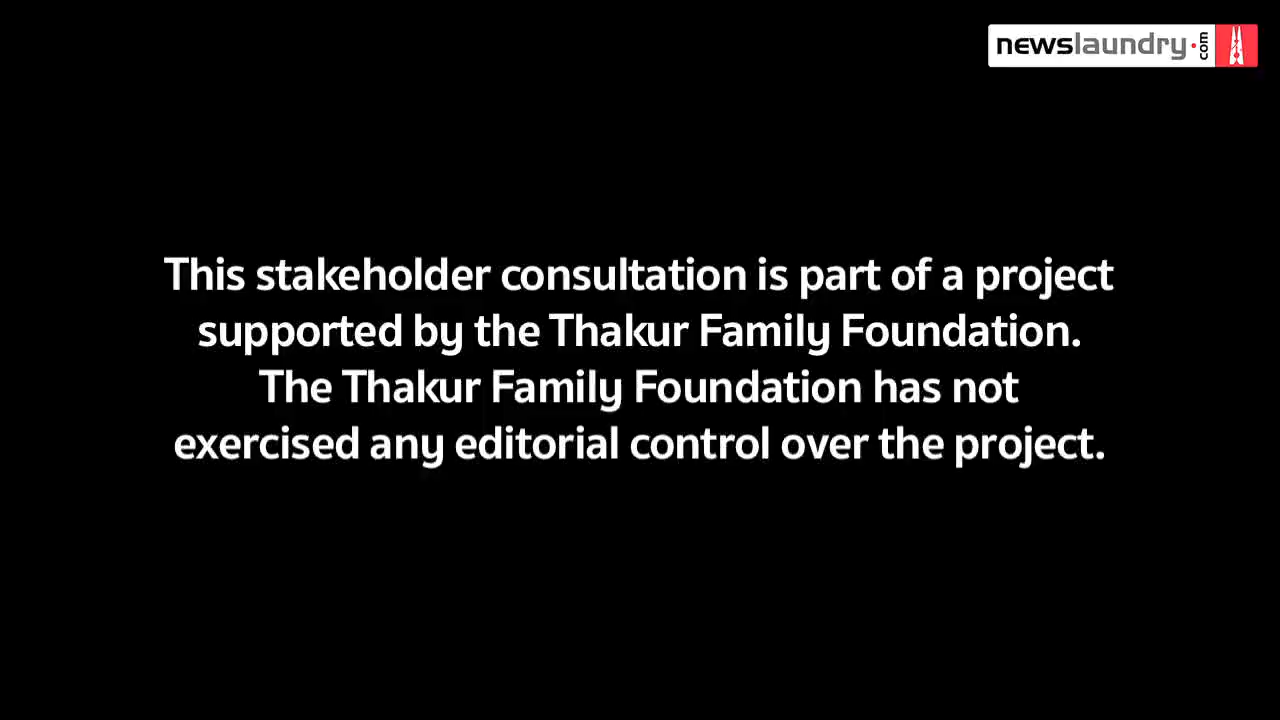 newslaundry.com
This stakeholder consultation is part of a project
supported by the Thakur Family Foundation.
The Thakur Family Foundation has not
exercised any editorial control over the project.